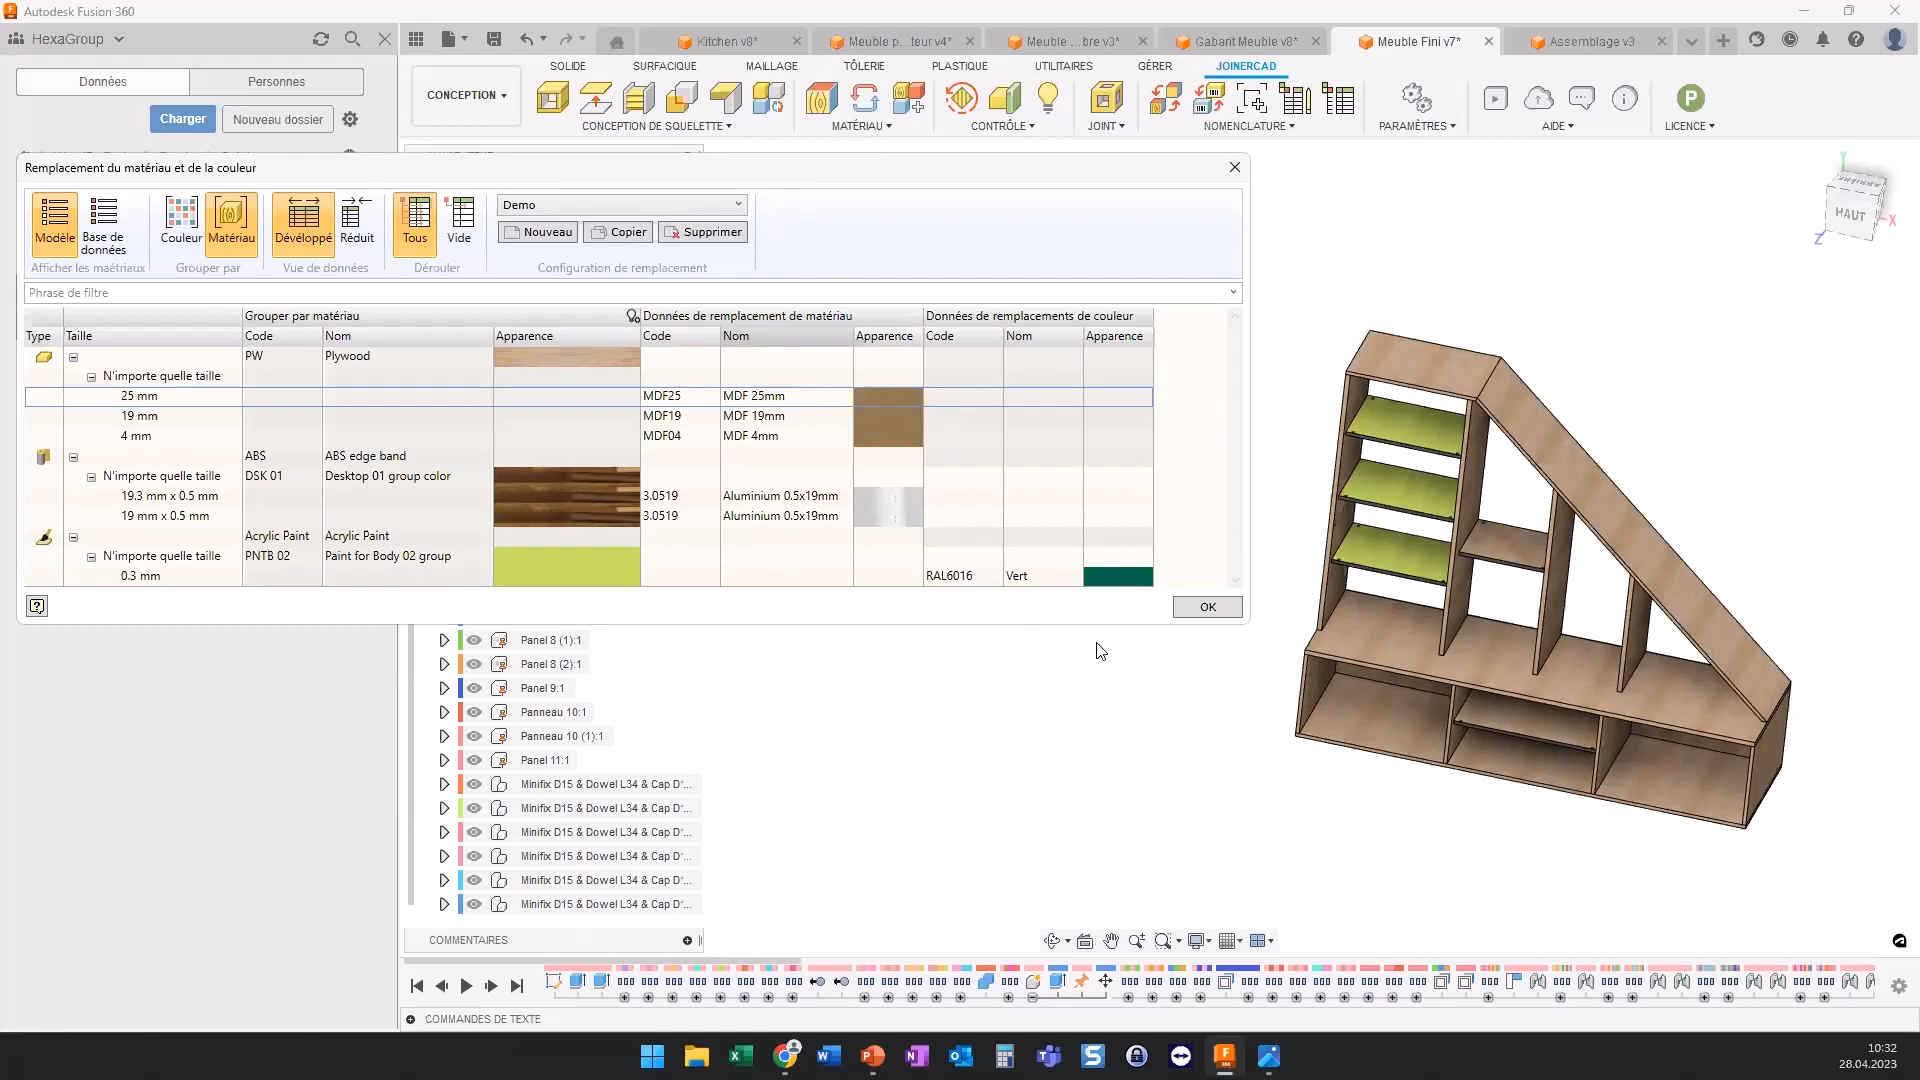 Autodesk Fusion 360
HexaGroup
Kitchen v8*
Meuble p...teur v4*
Meuble ...bre v3*
Gabarit Meuble v8*
Meuble Fini v7*
Assemblage v3
Données
Personnes
SOLIDE
SURFACIQUE
MAILLAGE
TÔLERIE
PLASTIQUE
UTILITAIRES
GÉRER
JOINERCAD
Charger
Nouveau dossier
CONCEPTION
CONCEPTION DE SQUELETTE
MATÉRIAU
CONTRÔLE
JOINT
NOMENCLATURE
PARAMÈTRES
AIDE
LICENCE
P
Remplacement du matériau et de la couleur
Modèle
Base de données
Couleur
Matériau
Dévéloppé
Réduit
Tous
Vide
Demo
Nouveau
Copier
Supprimer
Afficher les maétriaux
Grouper par
Vue de données
Dérouler
Configuration de remplacement
Phrase de filtre
Grouper par matériau
Données de remplacement de matériau
Données de remplacements de couleur
Type Taille Code Nom Apparence Code Nom Apparence Code Nom Apparence
PW Plywood
N'importe quelle taille
25 mm MDF25 MDF 25mm
19 mm MDF19 MDF 19mm
4 mm MDF04 MDF 4mm
ABS ABS edge band
N'importe quelle taille DSK 01 Desktop 01 group color
19.3 mm x 0.5 mm 3.0519 Aluminium 0.5x19mm
19 mm x 0.5 mm 3.0519 Aluminium 0.5x19mm
Acrylic Paint Acrylic Paint
N'importe quelle taille PNTB 02 Paint for Body 02 group
0.3 mm RAL6016 Vert
OK
HAUT
Y
X
Z
Panel 8 (1):1
Panel 8 (2):1
Panel 9:1
Panneau 10:1
Panneau 10 (1):1
Panel 11:1
Minifix D15 & Dowel L34 & Cap D1...
Minifix D15 & Dowel L34 & Cap D1...
Minifix D15 & Dowel L34 & Cap D1...
Minifix D15 & Dowel L34 & Cap D1...
Minifix D15 & Dowel L34 & Cap D1...
Minifix D15 & Dowel L34 & Cap D1...
COMMENTAIRES
COMMANDES DE TEXTE
10:32
28.04.2023